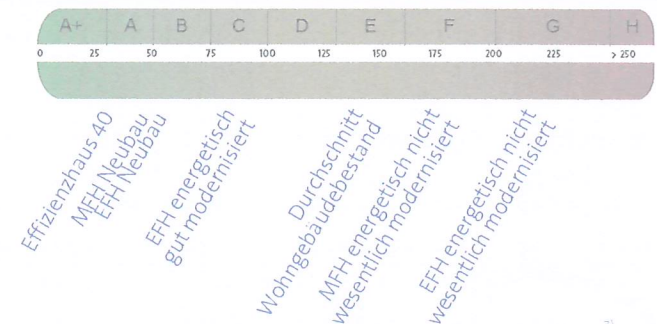 A+ A B C D E F G H
0 25 50 75 100 125 150 175 200 225 > 250
Effizienzhaus 40
MFH Neubau
EFH Neubau
EFH energetisch
gut modernisiert
Durchschnitt
Wohngebäudebestand
MFH energetisch nicht
wesentlich modernisiert
EFH energetisch nicht
wesentlich modernisiert